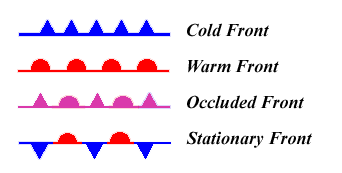 Cold Front
Warm Front
Occluded Front
Stationary Front